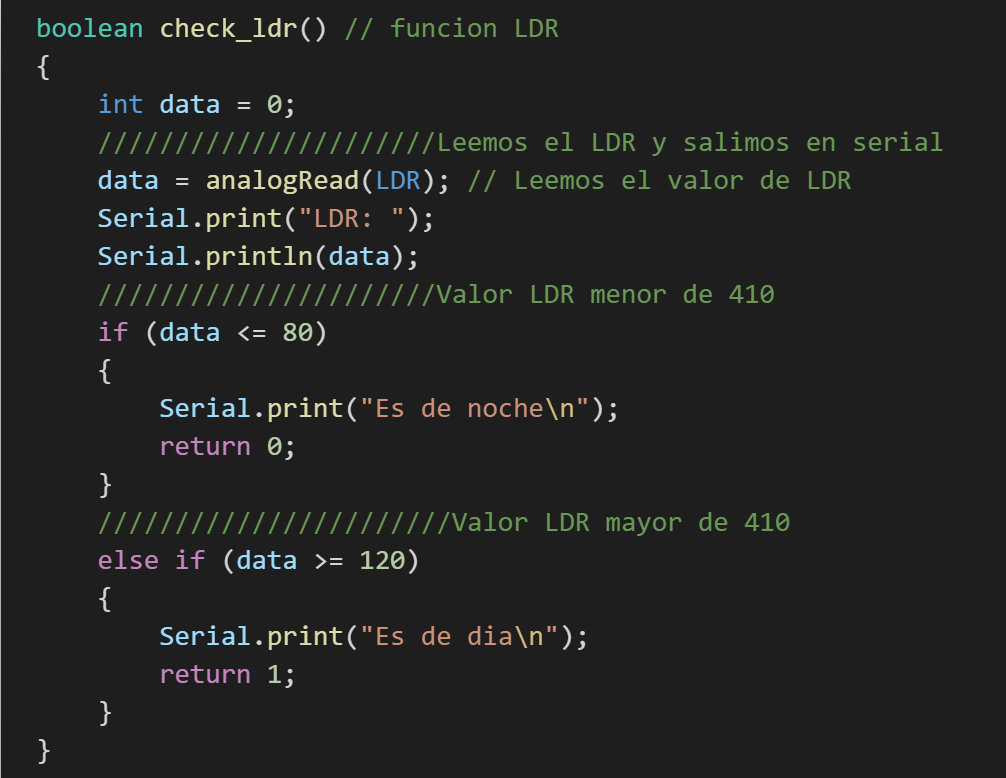 boolean check_ldr() // funcion LDR
{
    int data = 0;
    //////////////////////Leemos el LDR y salimos en serial
    data = analogRead(LDR); // Leemos el valor de LDR
    Serial.print("LDR: ");
    Serial.println(data);
    //////////////////////Valor LDR menor de 410
    if (data <= 80)
    {
        Serial.print("Es de noche\n");
        return 0;
    }
    ///////////////////////Valor LDR mayor de 410
    else if (data >= 120)
    {
        Serial.print("Es de dia\n");
        return 1;
    }
}